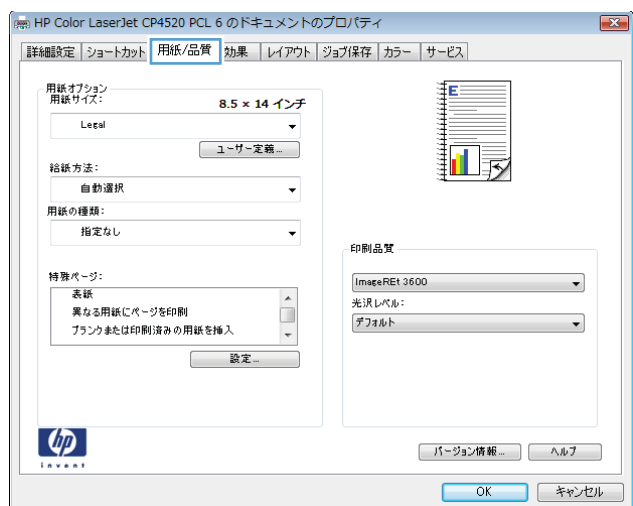 HP Color LaserJet CP4520 PCL 6 のドキュメントのプロパティ
詳細設定 ショートカット 用紙/品質 効果 レイアウト ジョブ保存 カラー サービス
用紙オプション
用紙サイズ: 8.5 × 14 インチ
Legal
ユーザー定義...
給紙方法:
自動選択
用紙の種類:
指定なし
特殊ページ:
表紙
異なる用紙にページを印刷
ブランクまたは印刷済みの用紙を挿入
設定...
E
印刷品質
ImageREt 3600
光沢レベル:
デフォルト
hp
invent
バージョン情報... ヘルプ
OK キャンセル